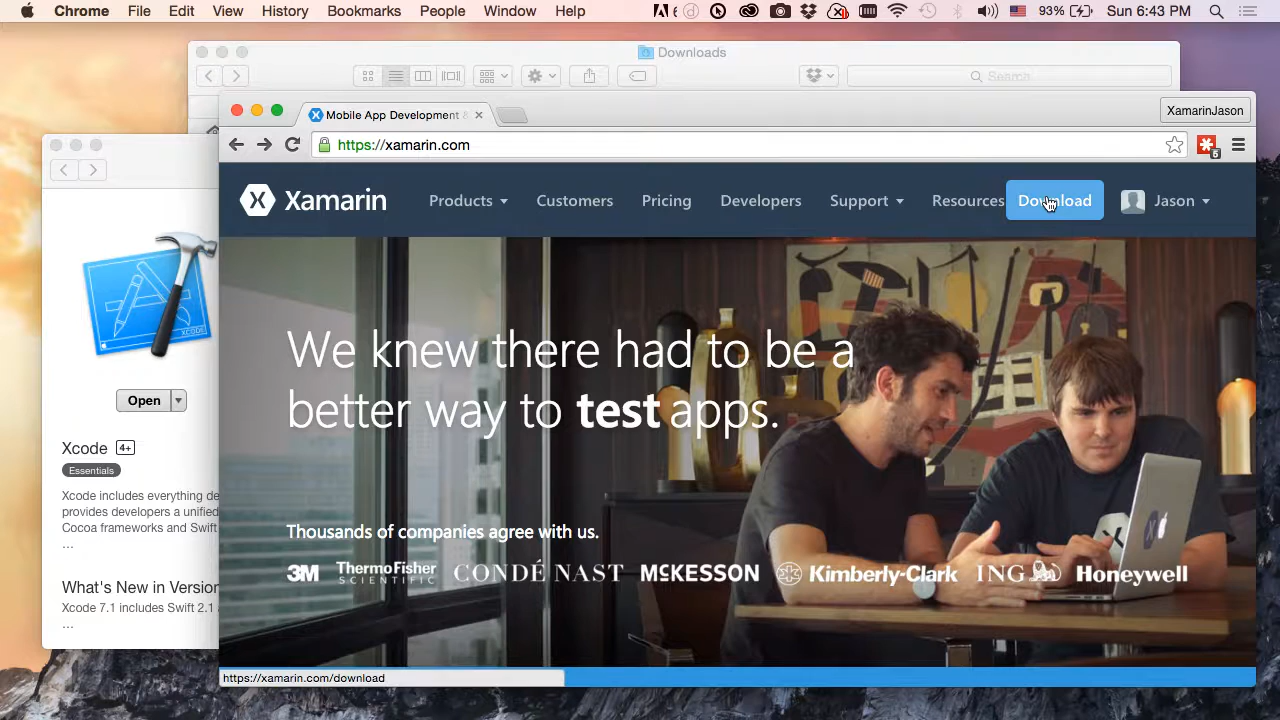 Chrome File Edit View History Bookmarks People Window Help 6 93% Sun 6:43 PM
Downloads
Search
Mobile App Development & XamarinJason
https://xamarin.com
5
Xamarin Products Customers Pricing Developers Support Resources Download Jason
XCODE
We knew there had to be a
better way to test apps.
Open
Xcode 4+
Essentials
Xcode includes everything de
provides developers a unified
Cocoa frameworks and Swift
...
Thousands of companies agree with us.
3M ThermoFisher SCIENTIFIC CONDÉ NAST MCKESSON Kimberly-Clark ING Honeywell
What's New in Version
Xcode 7.1 includes Swift 2.1
...
https://xamarin.com/download